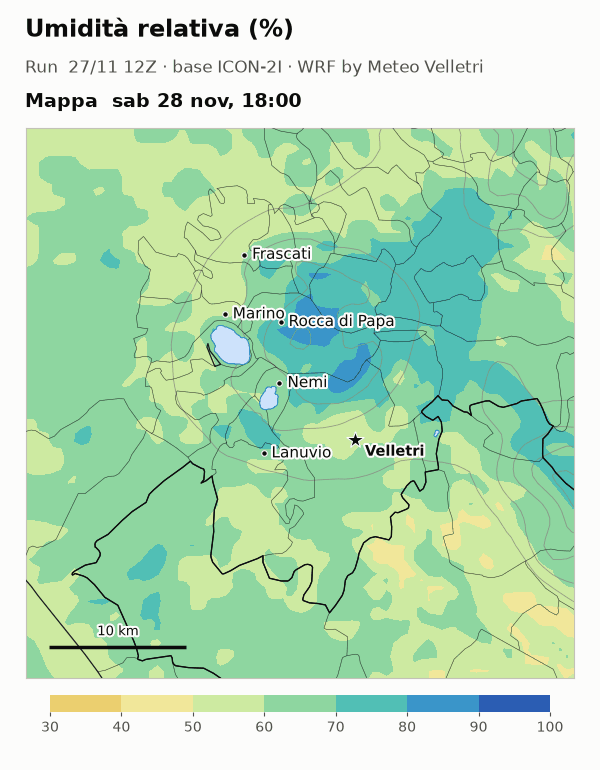 Umidità relativa (%)
Run  27/11 12Z · base ICON-2I · WRF by Meteo Velletri
Mappa  sab 28 nov, 18:00
Frascati
Marino
Rocca di Papa
Nemi
Velletri
Lanuvio
10 km
30 40 50 60 70 80 90 100